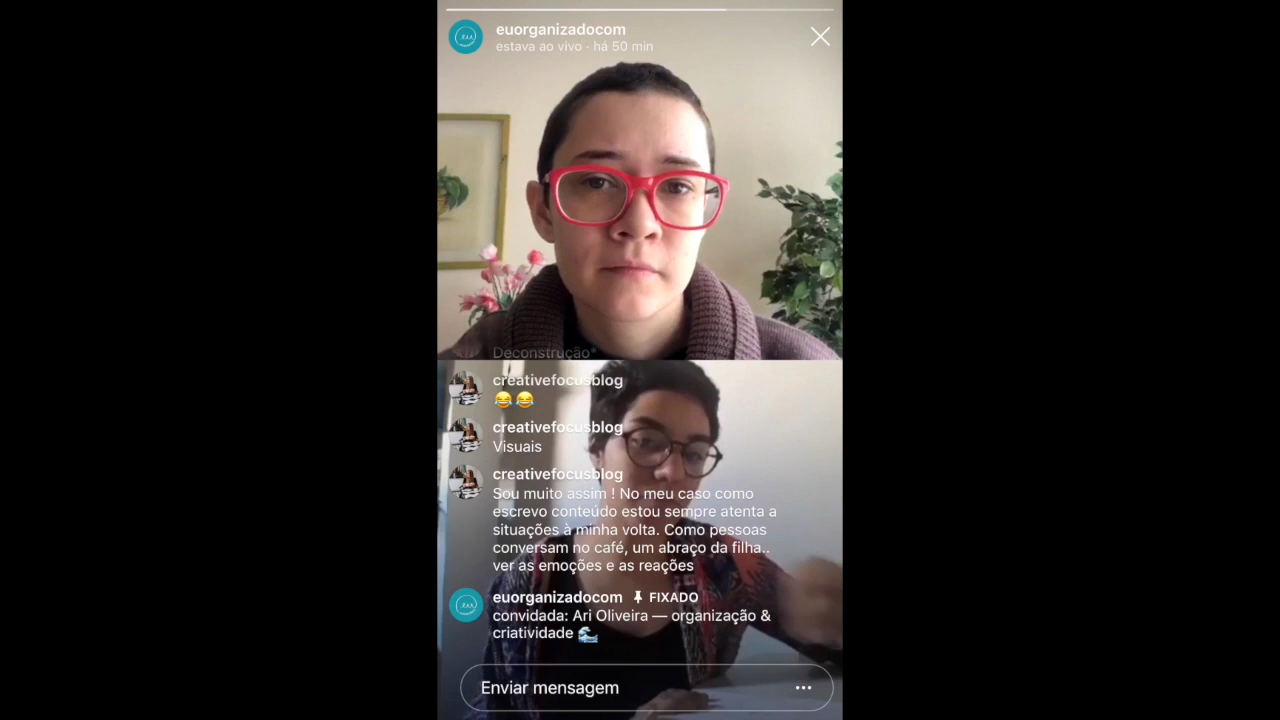 euorganizadocom
estava ao vivo · há 50 min
Deconstrução*
creativefocusblog
😂😂
creativefocusblog
Visuais
creativefocusblog
Sou muito assim ! No meu caso como
escrevo conteúdo estou sempre atenta a
situações à minha volta. Como pessoas
conversam no café, um abraço da filha..
ver as emoções e as reações
euorganizadocom FIXADO
convidada: Ari Oliveira — organização &
criatividade 🌊
Enviar mensagem